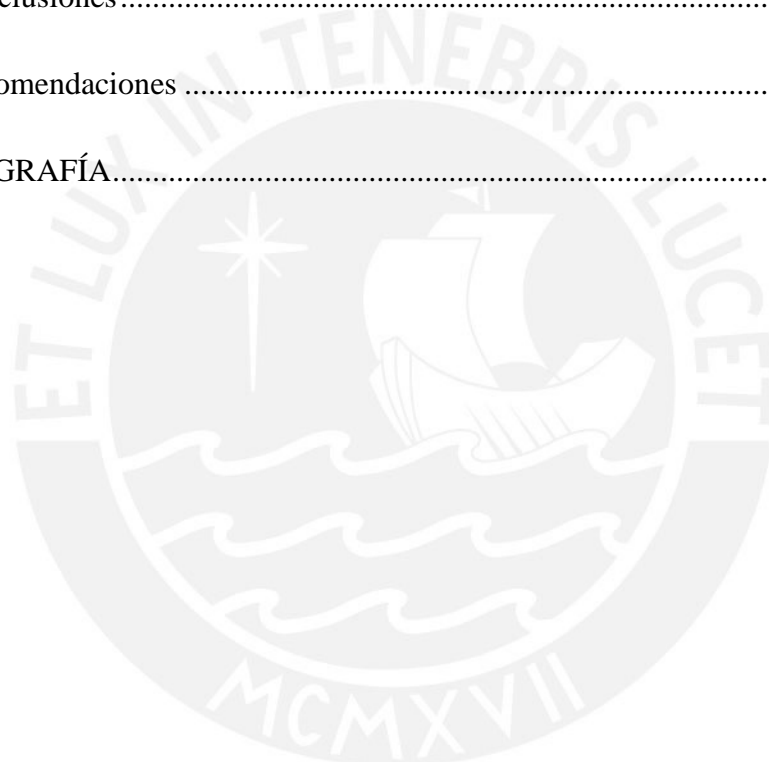 clusiones
omendaciones
GRAFÍA
ET LUX IN TENEBRIS LUCET
MCMXVII